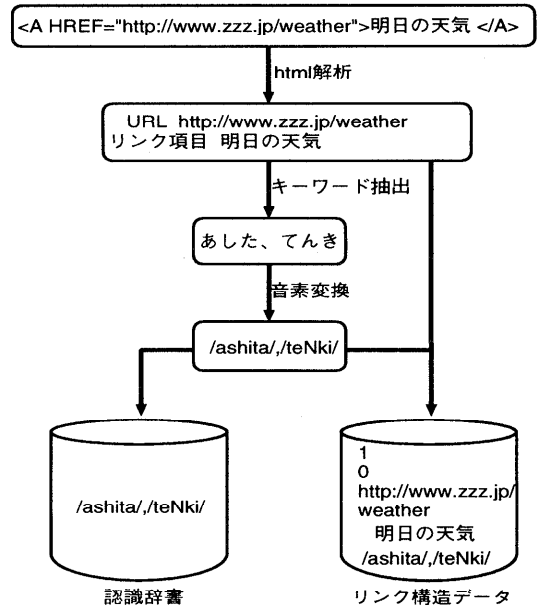 <A HREF="http://www.zzz.jp/weather">明日の天気 </A>
html解析
URL http://www.zzz.jp/weather
リンク項目 明日の天気
キーワード抽出
あした、てんき
音素変換
/ashita/,/teNki/
/ashita/,/teNki/
認識辞書
1
0
http://www.zzz.jp/
weather
明日の天気
/ashita/,/teNki/
リンク構造データ